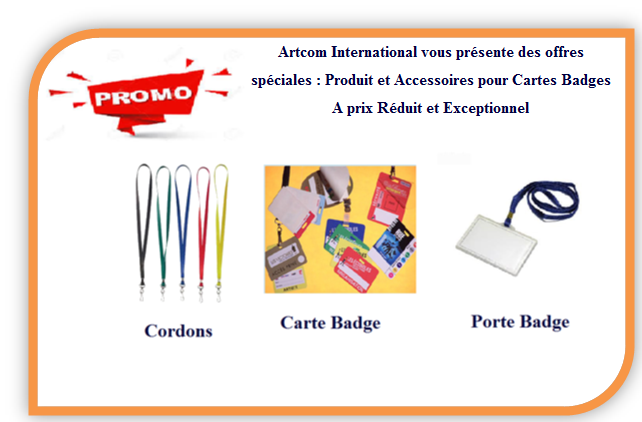 PROMO
Artcom International vous présente des offres
spéciales : Produit et Accessoires pour Cartes Badges
A prix Réduit et Exceptionnel
Cordons
Carte Badge
Porte Badge